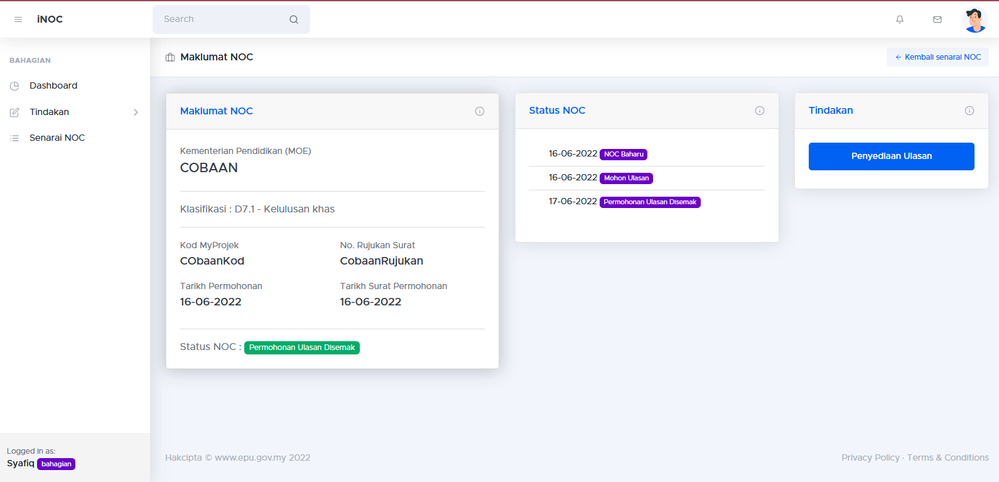 iNOC
Search
BAHAGIAN
Dashboard
Tindakan
Senarai NOC
Logged in as:
Syafiq bahagian
Maklumat NOC
← Kembali senarai NOC
Maklumat NOC
Kementerian Pendidikan (MOE)
COBAAN
Klasifikasi : D7.1 - Kelulusan khas
Kod MyProjek
CObaanKod
No. Rujukan Surat
CobaanRujukan
Tarikh Permohonan
16-06-2022
Tarikh Surat Permohonan
16-06-2022
Status NOC : Permohonan Ulasan Disemak
Status NOC
16-06-2022 NOC Baharu
16-06-2022 Mohon Ulasan
17-06-2022 Permohonan Ulasan Disemak
Tindakan
Penyediaan Ulasan
Hakcipta © www.epu.gov.my 2022
Privacy Policy · Terms & Conditions